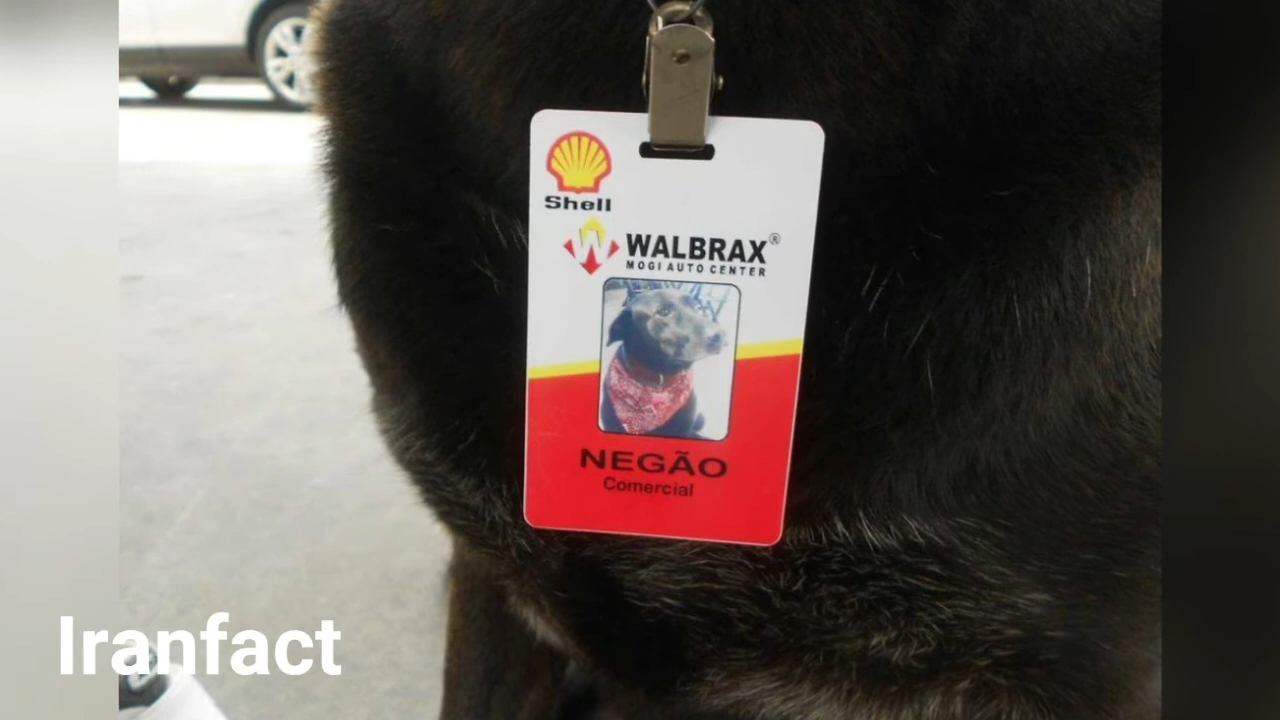 Shell
WALBRAX®
MOGI AUTO CENTER
NEGÃO
Comercial
Iranfact